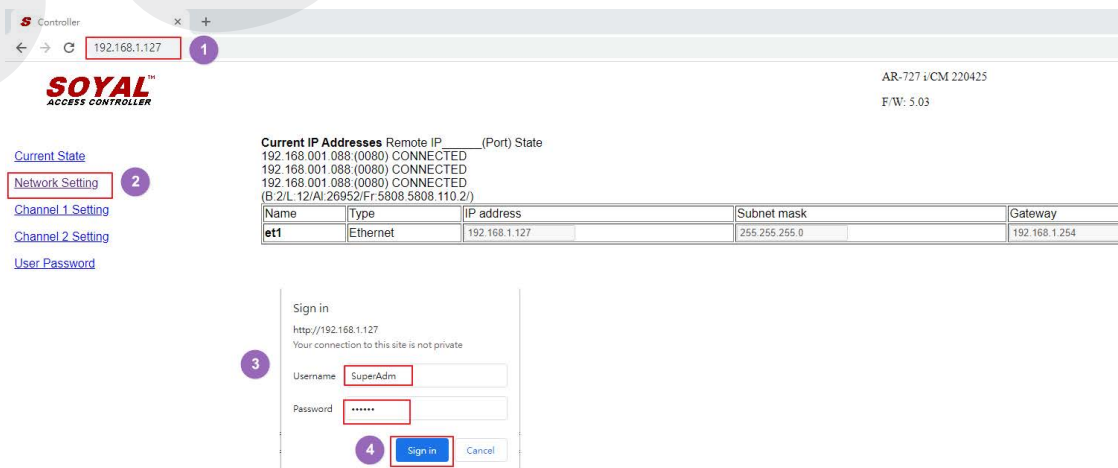 S Controller × +
192.168.1.127
1
SOYAL™
ACCESS CONTROLLER
AR-727 i/CM 220425
F/W: 5.03
Current State
Network Setting
2
Channel 1 Setting
Channel 2 Setting
User Password
Current IP Addresses Remote IP______(Port) State
192.168.001.088:(0080) CONNECTED
192.168.001.088:(0080) CONNECTED
192.168.001.088:(0080) CONNECTED
(B:2/L:12/Al:26952/Fr:5808.5808.110.2/)
Name Type IP address Subnet mask Gateway
et1 Ethernet 192.168.1.127 255.255.255.0 192.168.1.254
Sign in
http://192.168.1.127
Your connection to this site is not private
3
Username SuperAdm
Password ••••••
4
Sign in Cancel